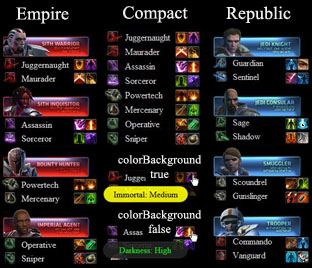 Empire
Compact
Republic
SITH WARRIOR
Juggernaught
Maurader
SITH INQUISITOR
Assassin
Sorceror
BOUNTY HUNTER
Powertech
Mercenary
IMPERIAL AGENT
Operative
Sniper
Juggernaught
Maurader
Assassin
Sorceror
Powertech
Mercenary
Operative
Sniper
colorBackground
true
Jugge
Immortal: Medium
colorBackground
false
Assas
Darkness: High
JEDI KNIGHT
Guardian
Sentinel
JEDI CONSULAR
Sage
Shadow
SMUGGLER
Scoundrel
Gunslinger
TROOPER
Commando
Vanguard